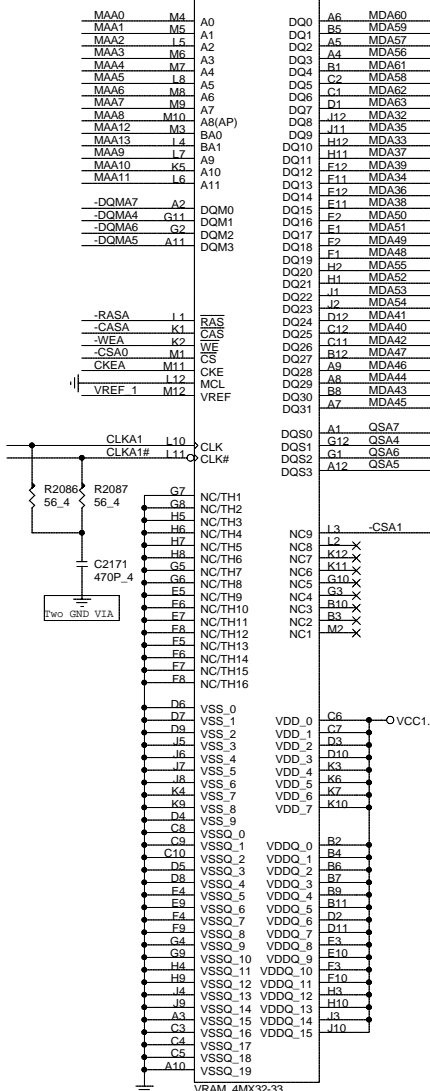 MAA0 M4 A0 DQ0 A6 MDA60
MAA1 M5 A1 DQ1 B5 MDA59
MAA2 L5 A2 DQ2 A5 MDA57
MAA3 M6 A3 DQ3 A4 MDA56
MAA4 M7 A4 DQ4 B1 MDA61
MAA5 L8 A5 DQ5 C2 MDA58
MAA6 M8 A6 DQ6 C1 MDA62
MAA7 M9 A7 DQ7 D1 MDA63
MAA8 M10 A8(AP) DQ8 J12 MDA32
MAA12 M3 BA0 DQ9 J11 MDA35
MAA13 L4 BA1 DQ10 H12 MDA33
MAA9 L7 A9 DQ11 H11 MDA37
MAA10 K5 A10 DQ12 F12 MDA39
MAA11 L6 A11 DQ13 F11 MDA34
DQ14 E12 MDA36
-DQMA7 A2 DQM0 DQ15 E11 MDA38
-DQMA4 G11 DQM1 DQ16 E2 MDA50
-DQMA6 G2 DQM2 DQ17 E1 MDA51
-DQMA5 A11 DQM3 DQ18 F2 MDA49
DQ19 F1 MDA48
DQ20 H2 MDA55
DQ21 H1 MDA52
DQ22 J1 MDA53
DQ23 J2 MDA54
-RASA L1 RAS DQ24 D12 MDA41
-CASA K1 CAS DQ25 C12 MDA40
-WEA K2 WE DQ26 C11 MDA42
-CSA0 M1 CS DQ27 B12 MDA47
CKEA M11 CKE DQ28 A9 MDA46
L12 MCL DQ29 A8 MDA44
VREF_1 M12 VREF DQ30 B8 MDA43
DQ31 A7 MDA45
DQS0 A1 QSA7
CLKA1 L10 CLK DQS1 G12 QSA4
CLKA1# L11 CLK# DQS2 G1 QSA6
DQS3 A12 QSA5
R2086 R2087
56_4 56_4
C2171
470P_4
Two GND VIA
G7 NC/TH1
G8 NC/TH2
H5 NC/TH3
H6 NC/TH4 NC9 L3 -CSA1
H7 NC/TH5 NC8 L2
H8 NC/TH6 NC7 K12
G5 NC/TH7 NC6 K11
G6 NC/TH8 NC5 G10
E5 NC/TH9 NC4 G3
E6 NC/TH10 NC3 B10
E7 NC/TH11 NC2 B3
E8 NC/TH12 NC1 M2
F5 NC/TH13
F6 NC/TH14
F7 NC/TH15
F8 NC/TH16
D6 VSS_0 VDD_0 C6 VCC1.
D7 VSS_1 VDD_1 C7
D9 VSS_2 VDD_2 D3
J5 VSS_3 VDD_3 D10
J6 VSS_4 VDD_4 K3
J7 VSS_5 VDD_5 K6
J8 VSS_6 VDD_6 K7
K4 VSS_7 VDD_7 K10
K9 VSS_8
D4 VSS_9
C8 VSSQ_0
C9 VSSQ_1 VDDQ_0 B2
C10 VSSQ_2 VDDQ_1 B4
D5 VSSQ_3 VDDQ_2 B6
D8 VSSQ_4 VDDQ_3 B7
E4 VSSQ_5 VDDQ_4 B9
E9 VSSQ_6 VDDQ_5 B11
F4 VSSQ_7 VDDQ_6 D2
F9 VSSQ_8 VDDQ_7 D11
G4 VSSQ_9 VDDQ_8 E3
G9 VSSQ_10 VDDQ_9 E10
H4 VSSQ_11 VDDQ_10 F3
H9 VSSQ_12 VDDQ_11 F10
J4 VSSQ_13 VDDQ_12 H3
J9 VSSQ_14 VDDQ_13 H10
A3 VSSQ_15 VDDQ_14 J3
C3 VSSQ_16 VDDQ_15 J10
C4 VSSQ_17
C5 VSSQ_18
A10 VSSQ_19
VRAM_4MX32-33